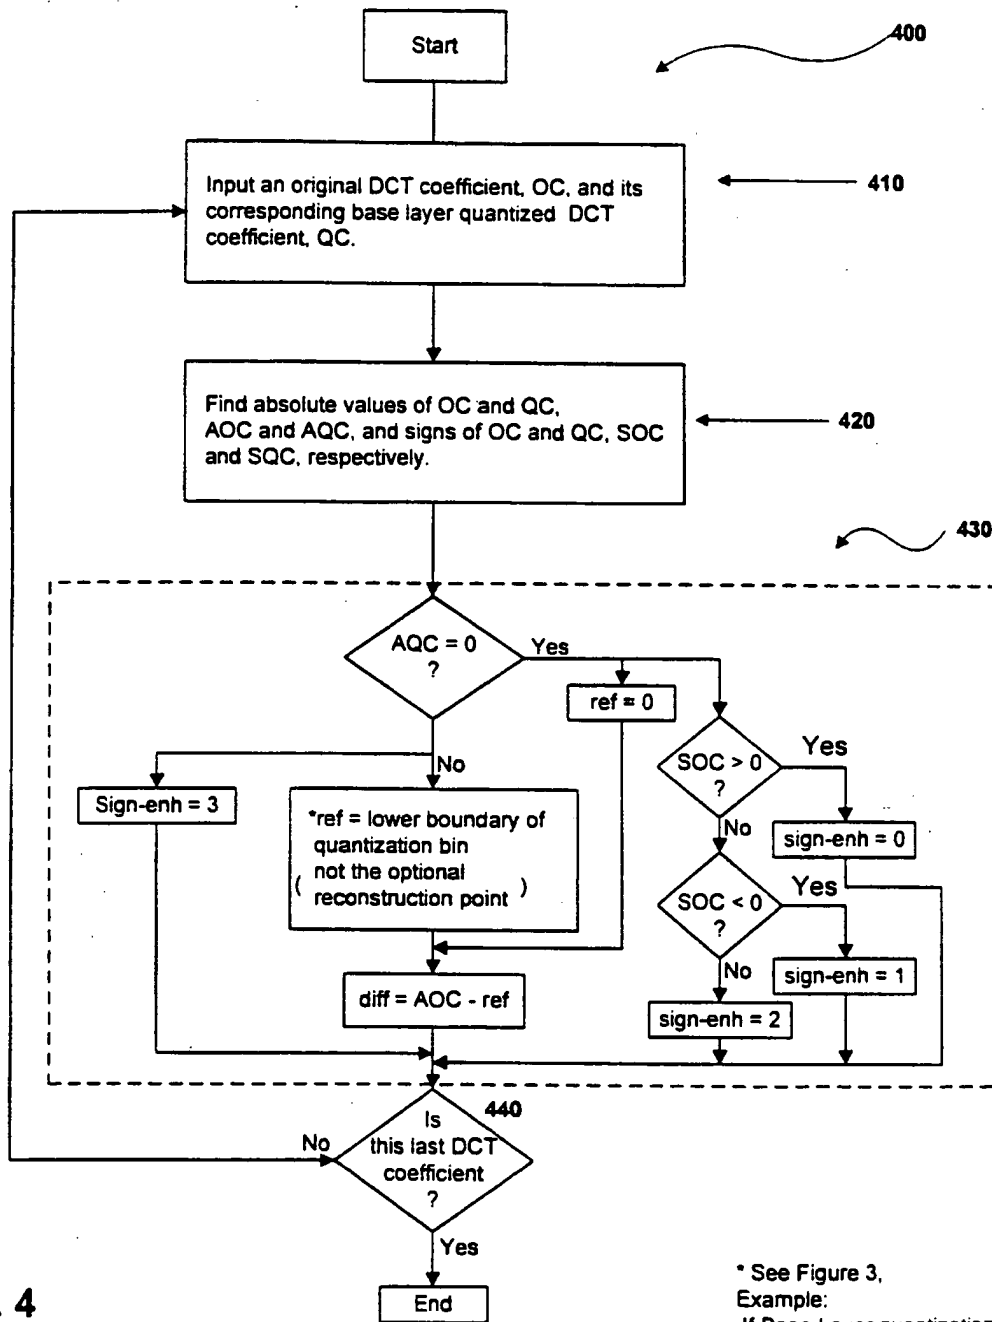 Start
400
Input an original DCT coefficient, OC, and its
corresponding base layer quantized DCT
coefficient, QC.
410
Find absolute values of OC and QC,
AOC and AQC, and signs of OC and QC, SOC
and SQC, respectively.
420
430
AQC = 0
?
Yes
ref = 0
SOC > 0
?
Yes
No
Sign-enh = 3
No
*ref = lower boundary of
quantization bin
not the optional
( reconstruction point )
sign-enh = 0
SOC < 0
?
Yes
No
sign-enh = 1
diff = AOC - ref
sign-enh = 2
440
Is
this last DCT
coefficient
?
No
Yes
End
. 4
* See Figure 3,
Example: